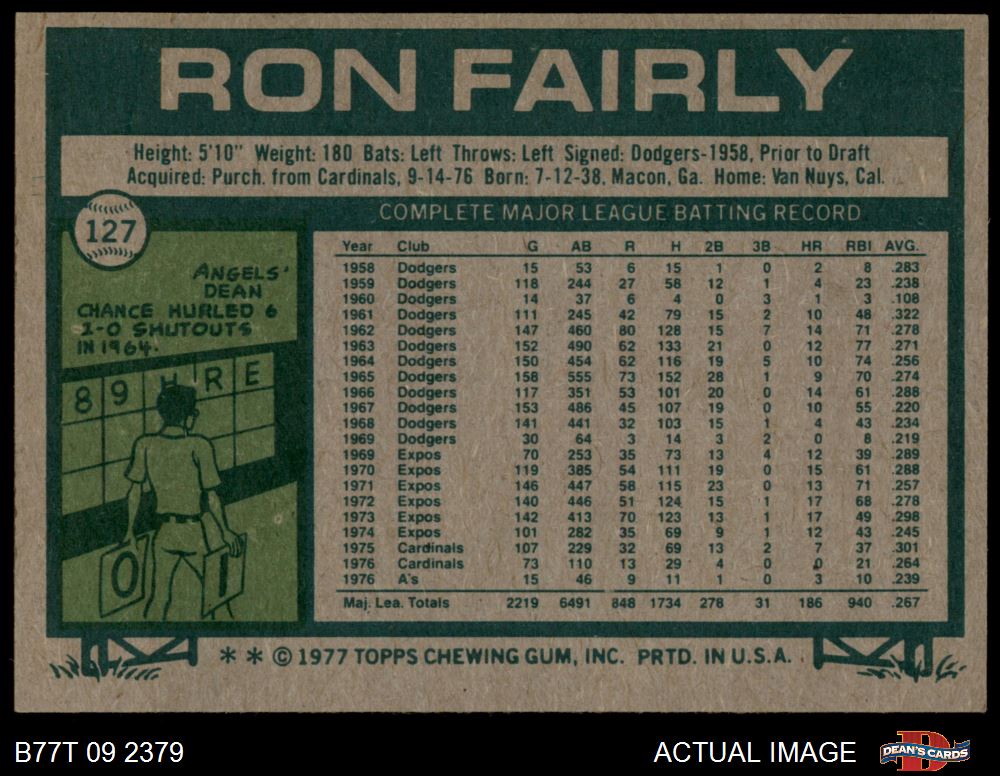 RON FAIRLY
Height: 5'10" Weight: 180 Bats: Left Throws: Left Signed: Dodgers-1958, Prior to Draft
Acquired: Purch. from Cardinals, 9-14-76 Born: 7-12-38, Macon, Ga. Home: Van Nuys, Cal.
127
COMPLETE MAJOR LEAGUE BATTING RECORD
ANGELS'
DEAN
CHANCE HURLED 6
1-0 SHUTOUTS
IN 1964.
8 9 H R E
0 1
Year Club G AB R H 2B 3B HR RBI AVG.
1958 Dodgers 15 53 6 15 1 0 2 8 .283
1959 Dodgers 118 244 27 58 12 1 4 23 .238
1960 Dodgers 14 37 6 4 0 3 1 3 .108
1961 Dodgers 111 245 42 79 15 2 10 48 .322
1962 Dodgers 147 460 80 128 15 7 14 71 .278
1963 Dodgers 152 490 62 133 21 0 12 77 .271
1964 Dodgers 150 454 62 116 19 5 10 74 .256
1965 Dodgers 158 555 73 152 28 1 9 70 .274
1966 Dodgers 117 351 53 101 20 0 14 61 .288
1967 Dodgers 153 486 45 107 19 0 10 55 .220
1968 Dodgers 141 441 32 103 15 1 4 43 .234
1969 Dodgers 30 64 3 14 3 2 0 8 .219
1969 Expos 70 253 35 73 13 4 12 39 .289
1970 Expos 119 385 54 111 19 0 15 61 .288
1971 Expos 146 447 58 115 23 0 13 71 .257
1972 Expos 140 446 51 124 15 1 17 68 .278
1973 Expos 142 413 70 123 13 1 17 49 .298
1974 Expos 101 282 35 69 9 1 12 43 .245
1975 Cardinals 107 229 32 69 13 2 7 37 .301
1976 Cardinals 73 110 13 29 4 0 0 21 .264
1976 A's 15 46 9 11 1 0 3 10 .239
Maj. Lea. Totals 2219 6491 848 1734 278 31 186 940 .267
* * © 1977 TOPPS CHEWING GUM, INC. PRTD. IN U.S.A.
B77T 09 2379
ACTUAL IMAGE
DEAN'S CARDS